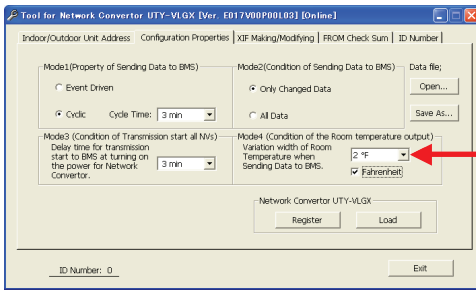 Tool for Network Convertor UTY-VLGX [Ver. E017V00P00L03] [Online]
Indoor/Outdoor Unit Address Configuration Properties XIF Making/Modifying FROM Check Sum ID Number
Mode1(Property of Sending Data to BMS)
Event Driven
Cyclic Cycle Time: 3 min
Mode2(Condition of Sending Data to BMS)
Only Changed Data
All Data
Data file;
Open...
Save As...
Mode3 (Condition of Transmission start all NVs)
Delay time for transmission
start to BMS at turning on
the power for Network
Convertor.
3 min
Mode4 (Condition of the Room temperature output)
Variation width of Room
Temperature when
Sending Data to BMS.
2 °F
Fahrenheit
Network Convertor UTY-VLGX
Register Load
ID Number: 0
Exit